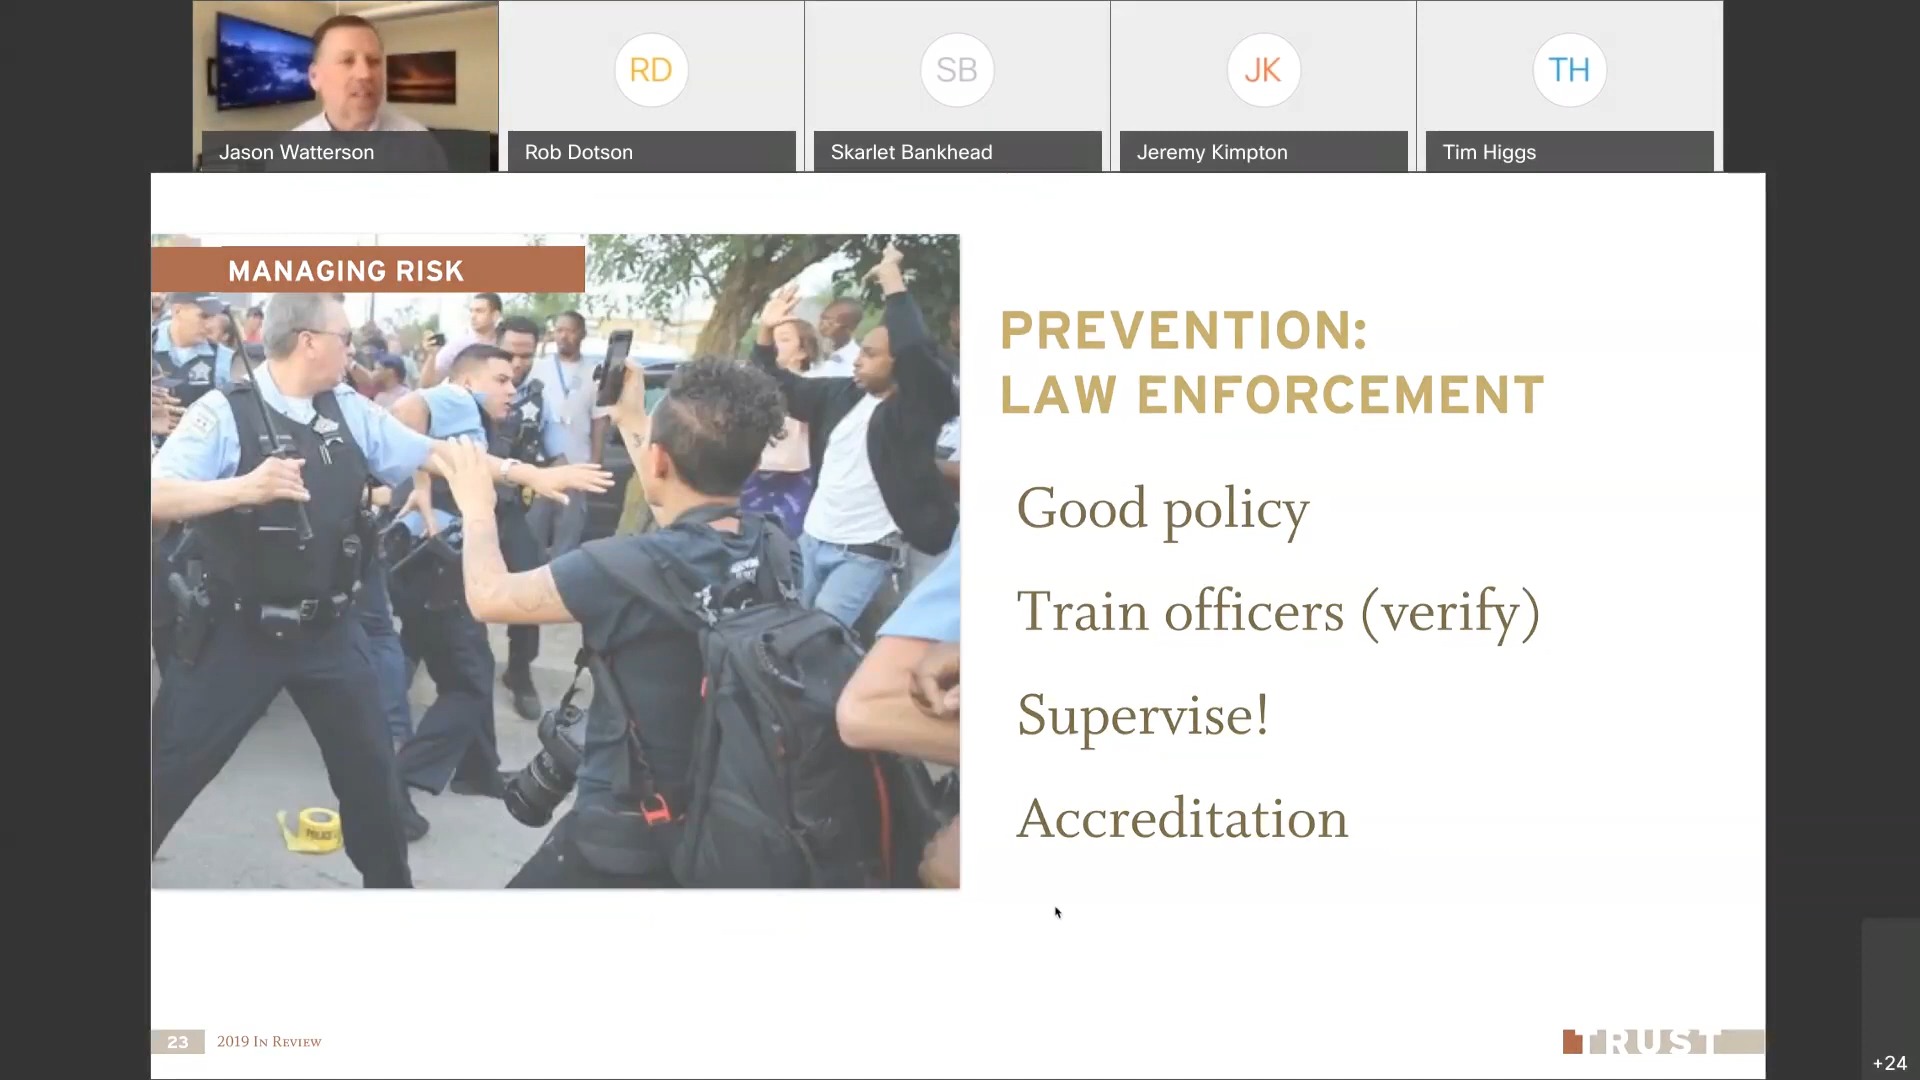 RD
SB
JK
TH
Jason Watterson
Rob Dotson
Skarlet Bankhead
Jeremy Kimpton
Tim Higgs
MANAGING RISK
PREVENTION:
LAW ENFORCEMENT
Good policy
Train officers (verify)
Supervise!
Accreditation
POLICE
23
2019 In Review
TRUST
+24